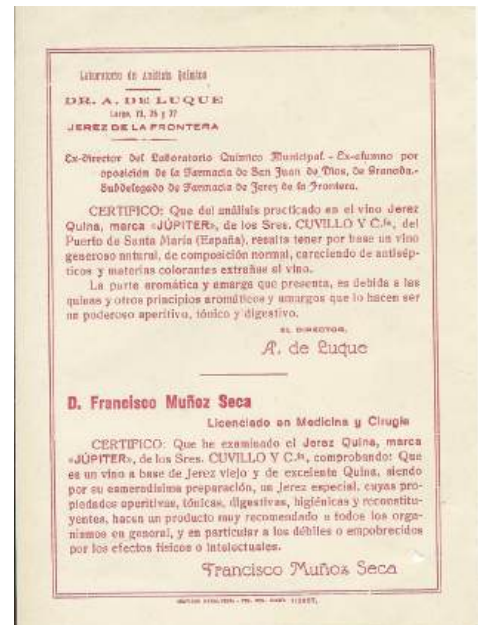 Laboratorio de Análisis Químico
DR. A. DE LUQUE
Larga, 73, 75 y 77
JEREZ DE LA FRONTERA
Ex-Director del Laboratorio Químico Municipal. - Ex-alumno por
oposición de la Farmacia de San Juan de Dios, de Granada.-
Subdelegado de Farmacia de Jerez de la Frontera.
CERTIFICO: Que del análisis practicado en el vino Jerez
Quina, marca «JÚPITER», de los Sres. CUVILLO Y C.ía, del
Puerto de Santa María (España), resulta tener por base un vino
generoso natural, de composición normal, careciendo de antisép-
ticos y materias colorantes extrañas al vino.
La parte aromática y amarga que presenta, es debida a las
quinas y otros principios aromáticos y amargos que lo hacen ser
un poderoso aperitivo, tónico y digestivo.
EL DIRECTOR,
A. de Luque
D. Francisco Muñoz Seca
Licenciado en Medicina y Cirugía
CERTIFICO: Que he examinado el Jerez Quina, marca
«JÚPITER», de los Sres. CUVILLO Y C.ía, comprobando: Que
es un vino a base de Jerez viejo y de excelente Quina, siendo
por su esmeradísima preparación, un Jerez especial, cuyas pro-
piedades aperitivas, tónicas, digestivas, higiénicas y reconstitu-
yentes, hacen un producto muy recomendado a todos los orga-
nismos en general, y en particular a los débiles o empobrecidos
por los efectos físicos o intelectuales.
Francisco Muñoz Seca